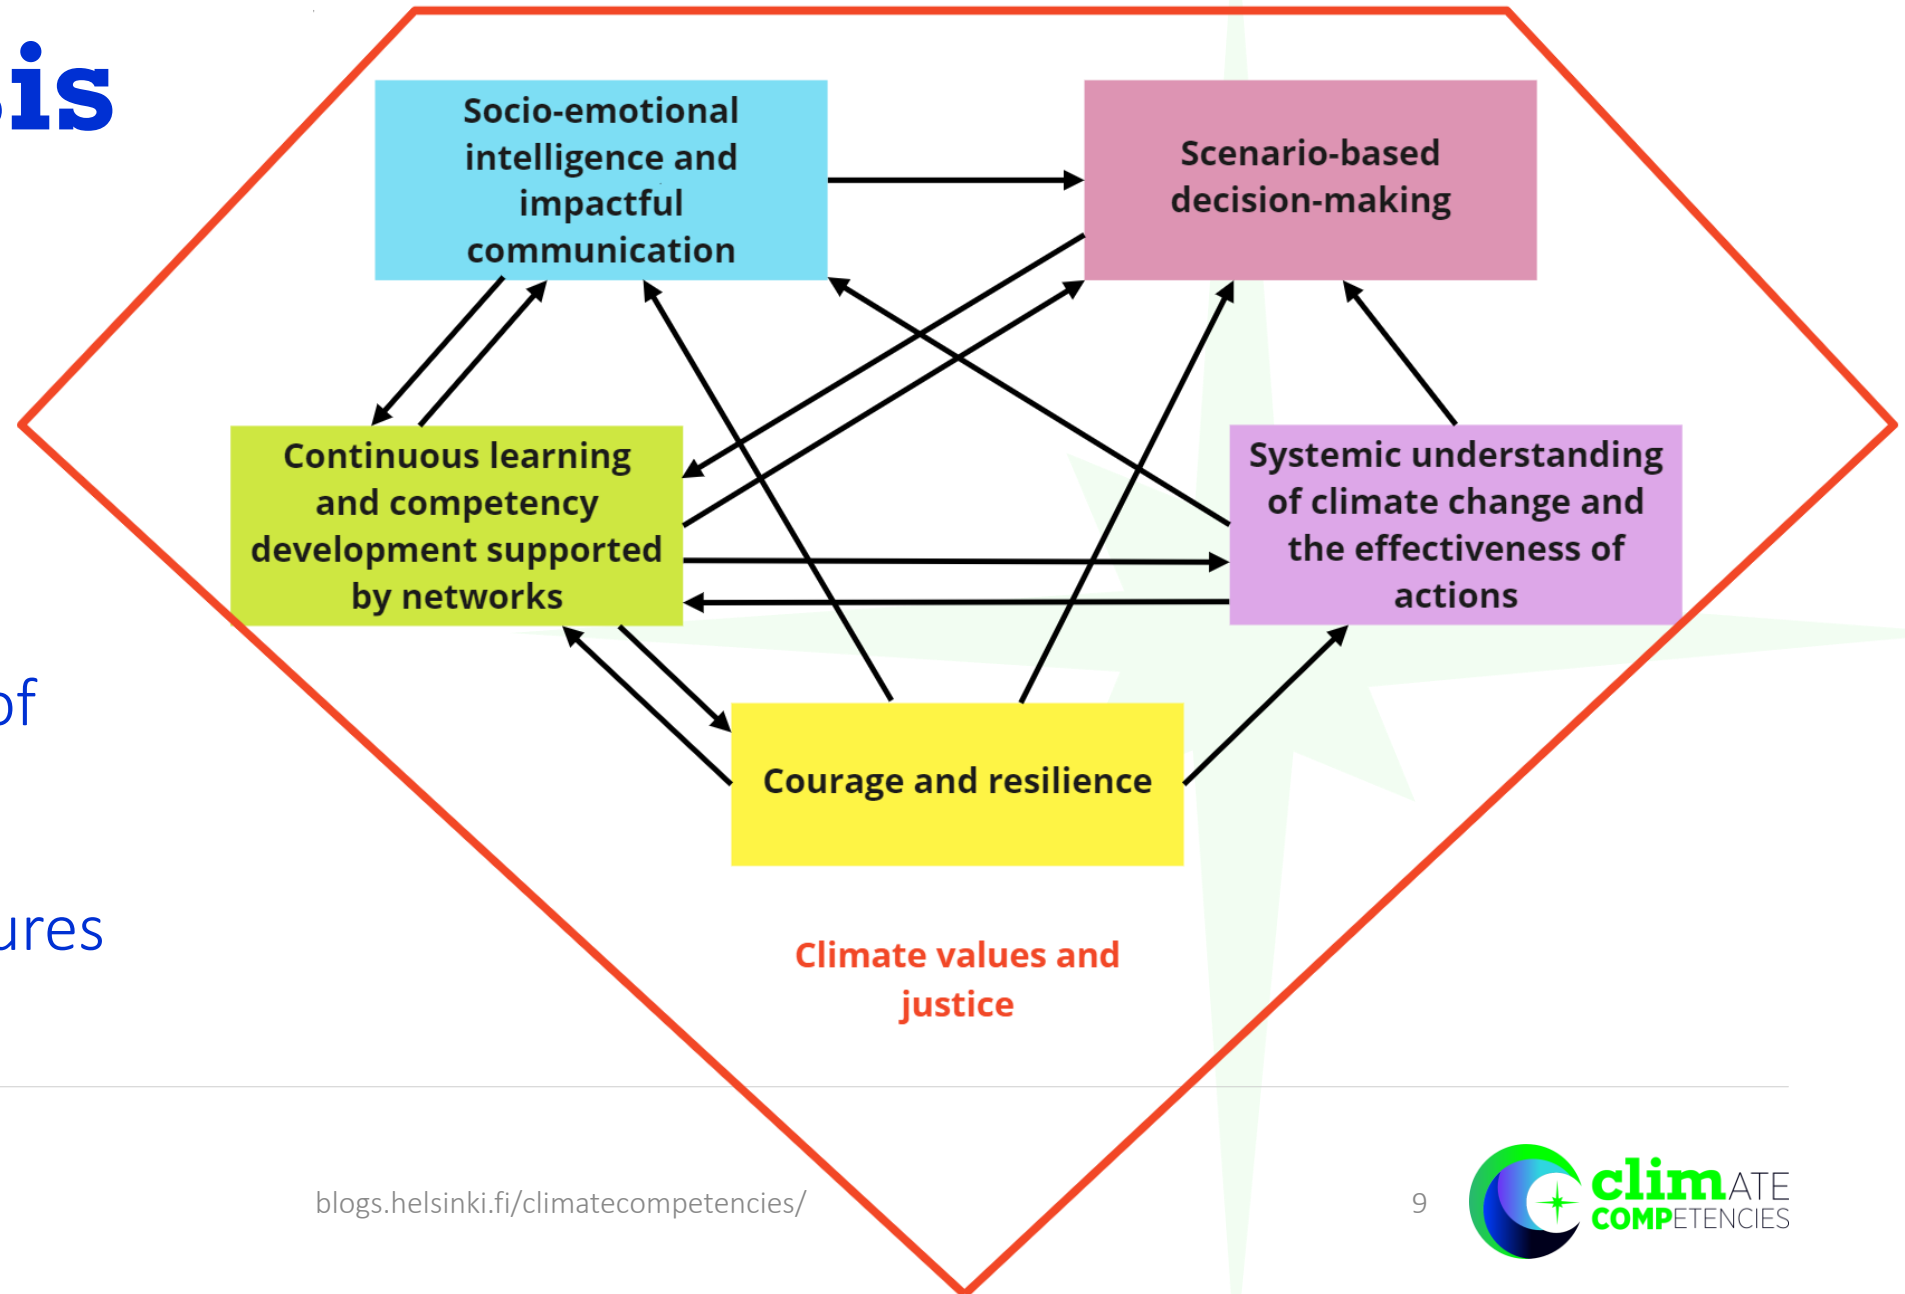 sis
Socio-emotional
intelligence and
impactful
communication
Scenario-based
decision-making
Continuous learning
and competency
development supported
by networks
Systemic understanding
of climate change and
the effectiveness of
actions
of
Courage and resilience
ures
Climate values and
justice
blogs.helsinki.fi/climatecompetencies/
9
climATE
COMPETENCIES